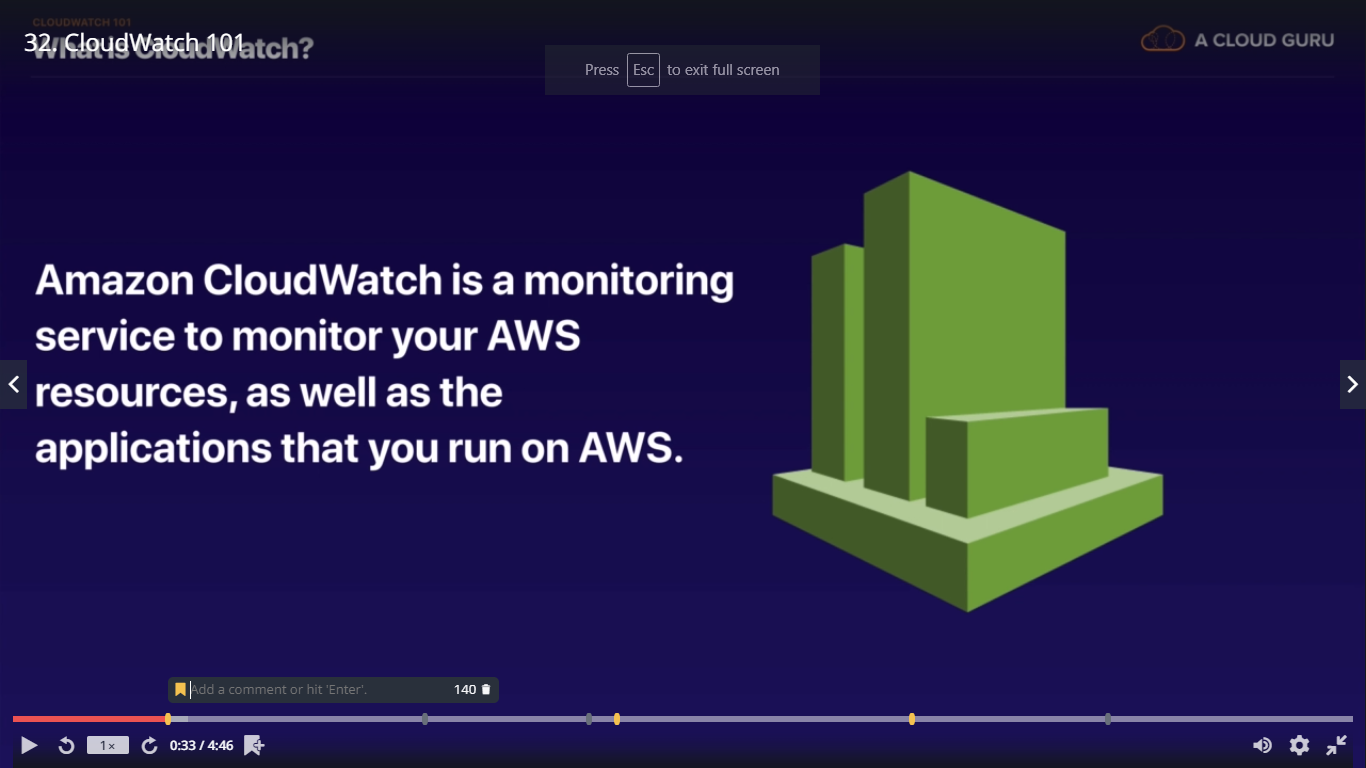 CLOUDWATCH 101
32. CloudWatch 101
What is CloudWatch?
A CLOUD GURU
Press Esc to exit full screen
Amazon CloudWatch is a monitoring
service to monitor your AWS
resources, as well as the
applications that you run on AWS.
Add a comment or hit 'Enter'. 140
1× 0:33 / 4:46